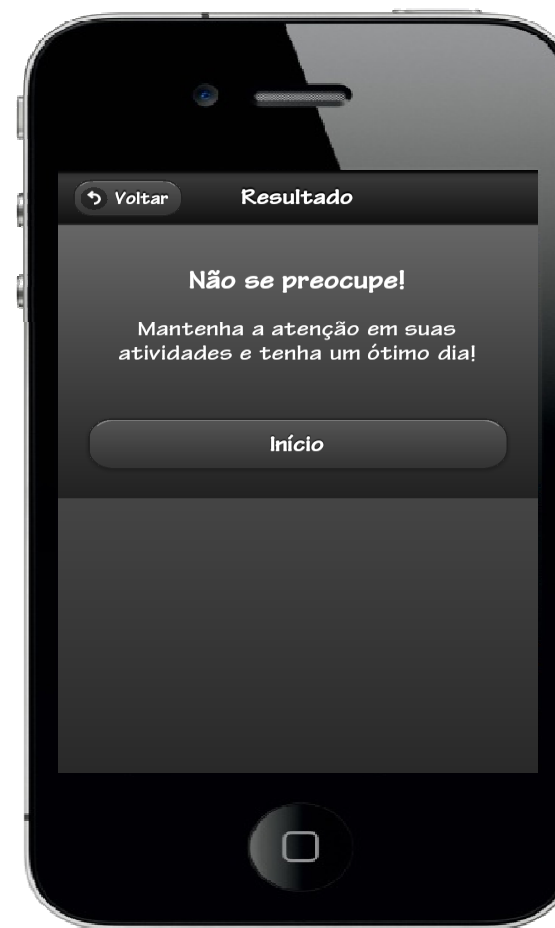 Voltar
Resultado
Não se preocupe!
Mantenha a atenção em suas
atividades e tenha um ótimo dia!
Início